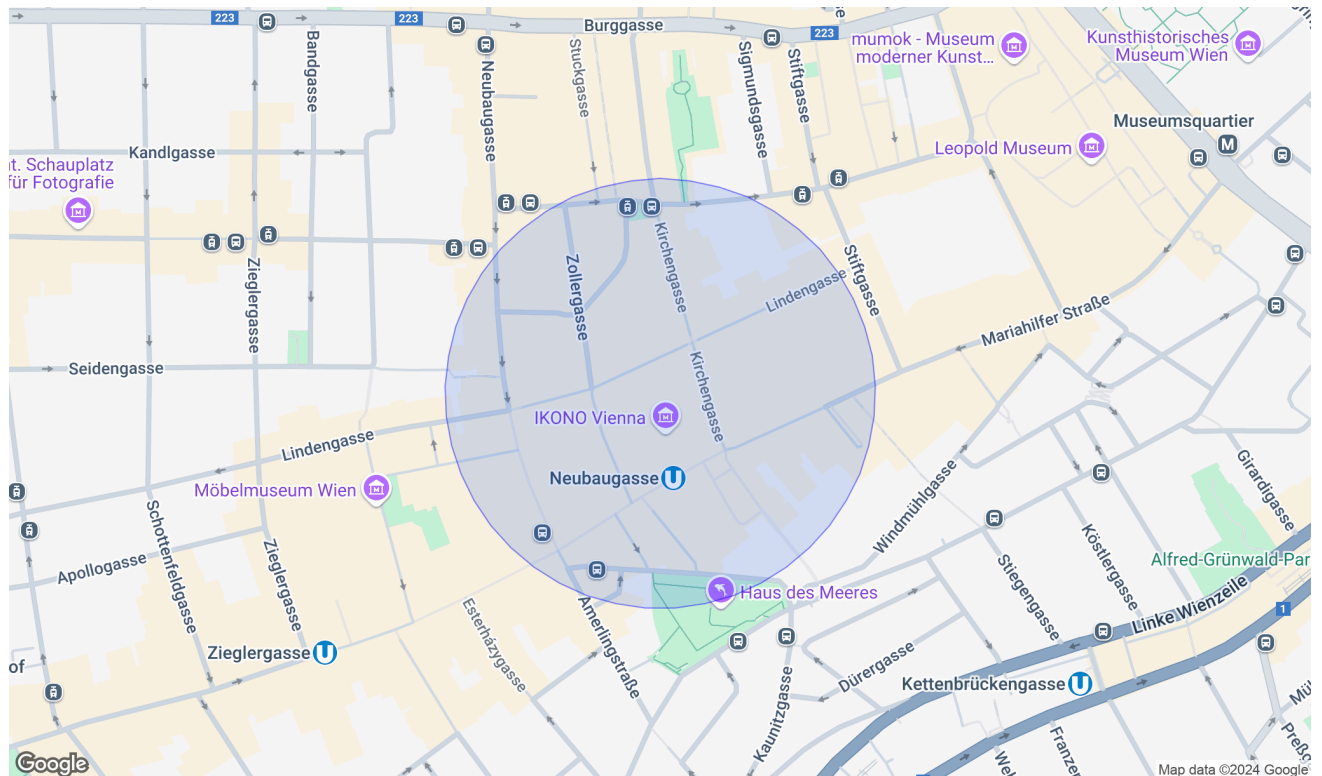 223
223
Burggasse
223
Bandgasse
Neubaugasse
Stuckgasse
Sigmundsgasse
Stiftgasse
mumok - Museum
moderner Kunst...
Kunsthistorisches
Museum Wien
Museumsquartier
M
Kandlgasse
Leopold Museum
nt. Schauplatz
für Fotografie
Zieglergasse
Zollergasse
Kirchengasse
Lindengasse
Stiftgasse
Mariahilfer Straße
Seidengasse
Kirchengasse
IKONO Vienna
Lindengasse
Neubaugasse
U
Möbelmuseum Wien
Windmühlgasse
Girardigasse
Schottenfeldgasse
Apollogasse
Zieglergasse
Köstlergasse
Stiegengasse
Alfred-Grünwald-Par
Haus des Meeres
Linke Wienzeile
1
Esterházygasse
Amerlingstraße
Zieglergasse
U
of
Dürergasse
Kettenbrückengasse
U
Kaunitzgasse
Google
Map data ©2024 Google